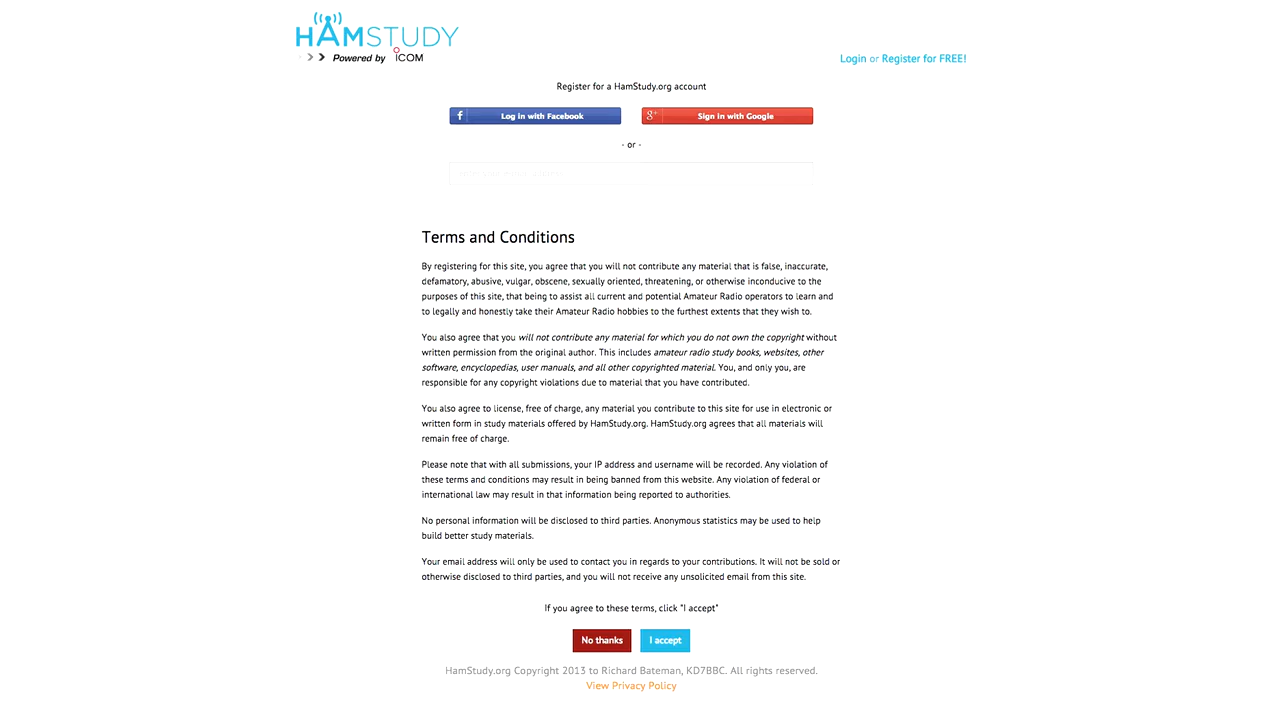 HAMSTUDY
Powered by ICOM
Login or Register for FREE!
Register for a HamStudy.org account
f Log in with Facebook
g+ Sign in with Google
- or -
Terms and Conditions
By registering for this site, you agree that you will not contribute any material that is false, inaccurate,
defamatory, abusive, vulgar, obscene, sexually oriented, threatening, or otherwise inconducive to the
purposes of this site, that being to assist all current and potential Amateur Radio operators to learn and
to legally and honestly take their Amateur Radio hobbies to the furthest extents that they wish to.
You also agree that you will not contribute any material for which you do not own the copyright without
written permission from the original author. This includes amateur radio study books, websites, other
software, encyclopedias, user manuals, and all other copyrighted material. You, and only you, are
responsible for any copyright violations due to material that you have contributed.
You also agree to license, free of charge, any material you contribute to this site for use in electronic or
written form in study materials offered by HamStudy.org. HamStudy.org agrees that all materials will
remain free of charge.
Please note that with all submissions, your IP address and username will be recorded. Any violation of
these terms and conditions may result in being banned from this website. Any violation of federal or
international law may result in that information being reported to authorities.
No personal information will be disclosed to third parties. Anonymous statistics may be used to help
build better study materials.
Your email address will only be used to contact you in regards to your contributions. It will not be sold or
otherwise disclosed to third parties, and you will not receive any unsolicited email from this site.
If you agree to these terms, click "I accept"
No thanks
I accept
HamStudy.org Copyright 2013 to Richard Bateman, KD7BBC. All rights reserved.
View Privacy Policy